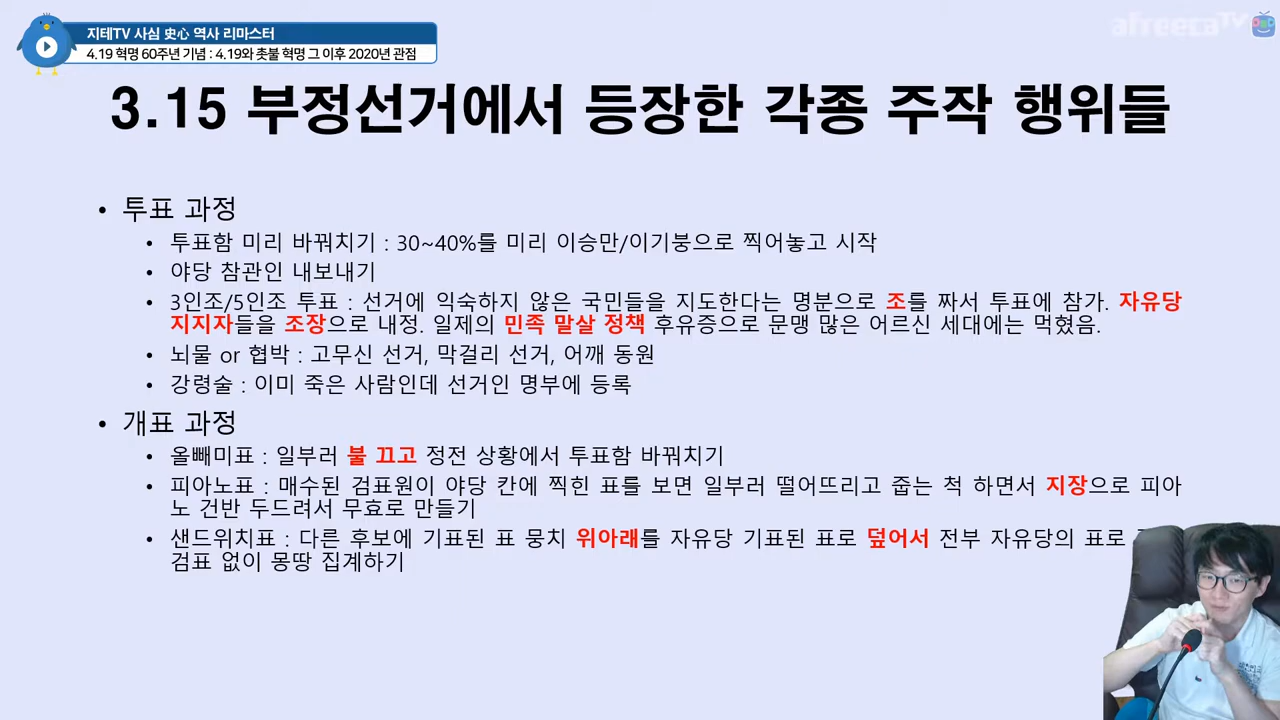 지테TV 사심 史心 역사 리마스터
4.19 혁명 60주년 기념 : 4.19와 촛불 혁명 그 이후 2020년 관점
afreecaTV
3.15 부정선거에서 등장한 각종 주작 행위들
• 투표 과정
• 투표함 미리 바꿔치기 : 30~40%를 미리 이승만/이기붕으로 찍어놓고 시작
• 야당 참관인 내보내기
• 3인조/5인조 투표 : 선거에 익숙하지 않은 국민들을 지도한다는 명분으로 조를 짜서 투표에 참가. 자유당
지지자들을 조장으로 내정. 일제의 민족 말살 정책 후유증으로 문맹 많은 어르신 세대에는 먹혔음.
• 뇌물 or 협박 : 고무신 선거, 막걸리 선거, 어깨 동원
• 강령술 : 이미 죽은 사람인데 선거인 명부에 등록
• 개표 과정
• 올빼미표 : 일부러 불 끄고 정전 상황에서 투표함 바꿔치기
• 피아노표 : 매수된 검표원이 야당 칸에 찍힌 표를 보면 일부러 떨어뜨리고 줍는 척 하면서 지장으로 피아
노 건반 두드려서 무효로 만들기
• 샌드위치표 : 다른 후보에 기표된 표 뭉치 위아래를 자유당 기표된 표로 덮어서 전부 자유당의 표로
검표 없이 몽땅 집계하기